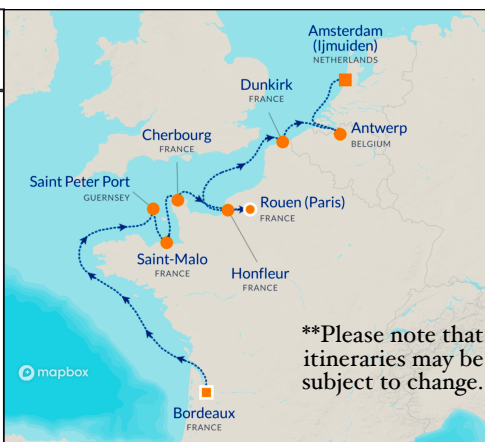 Amsterdam
(Ijmuiden)
NETHERLANDS
Dunkirk
FRANCE
Antwerp
BELGIUM
Cherbourg
FRANCE
Saint Peter Port
GUERNSEY
Rouen (Paris)
FRANCE
Saint-Malo
FRANCE
Honfleur
FRANCE
**Please note that
itineraries may be
subject to change.
mapbox
Bordeaux
FRANCE